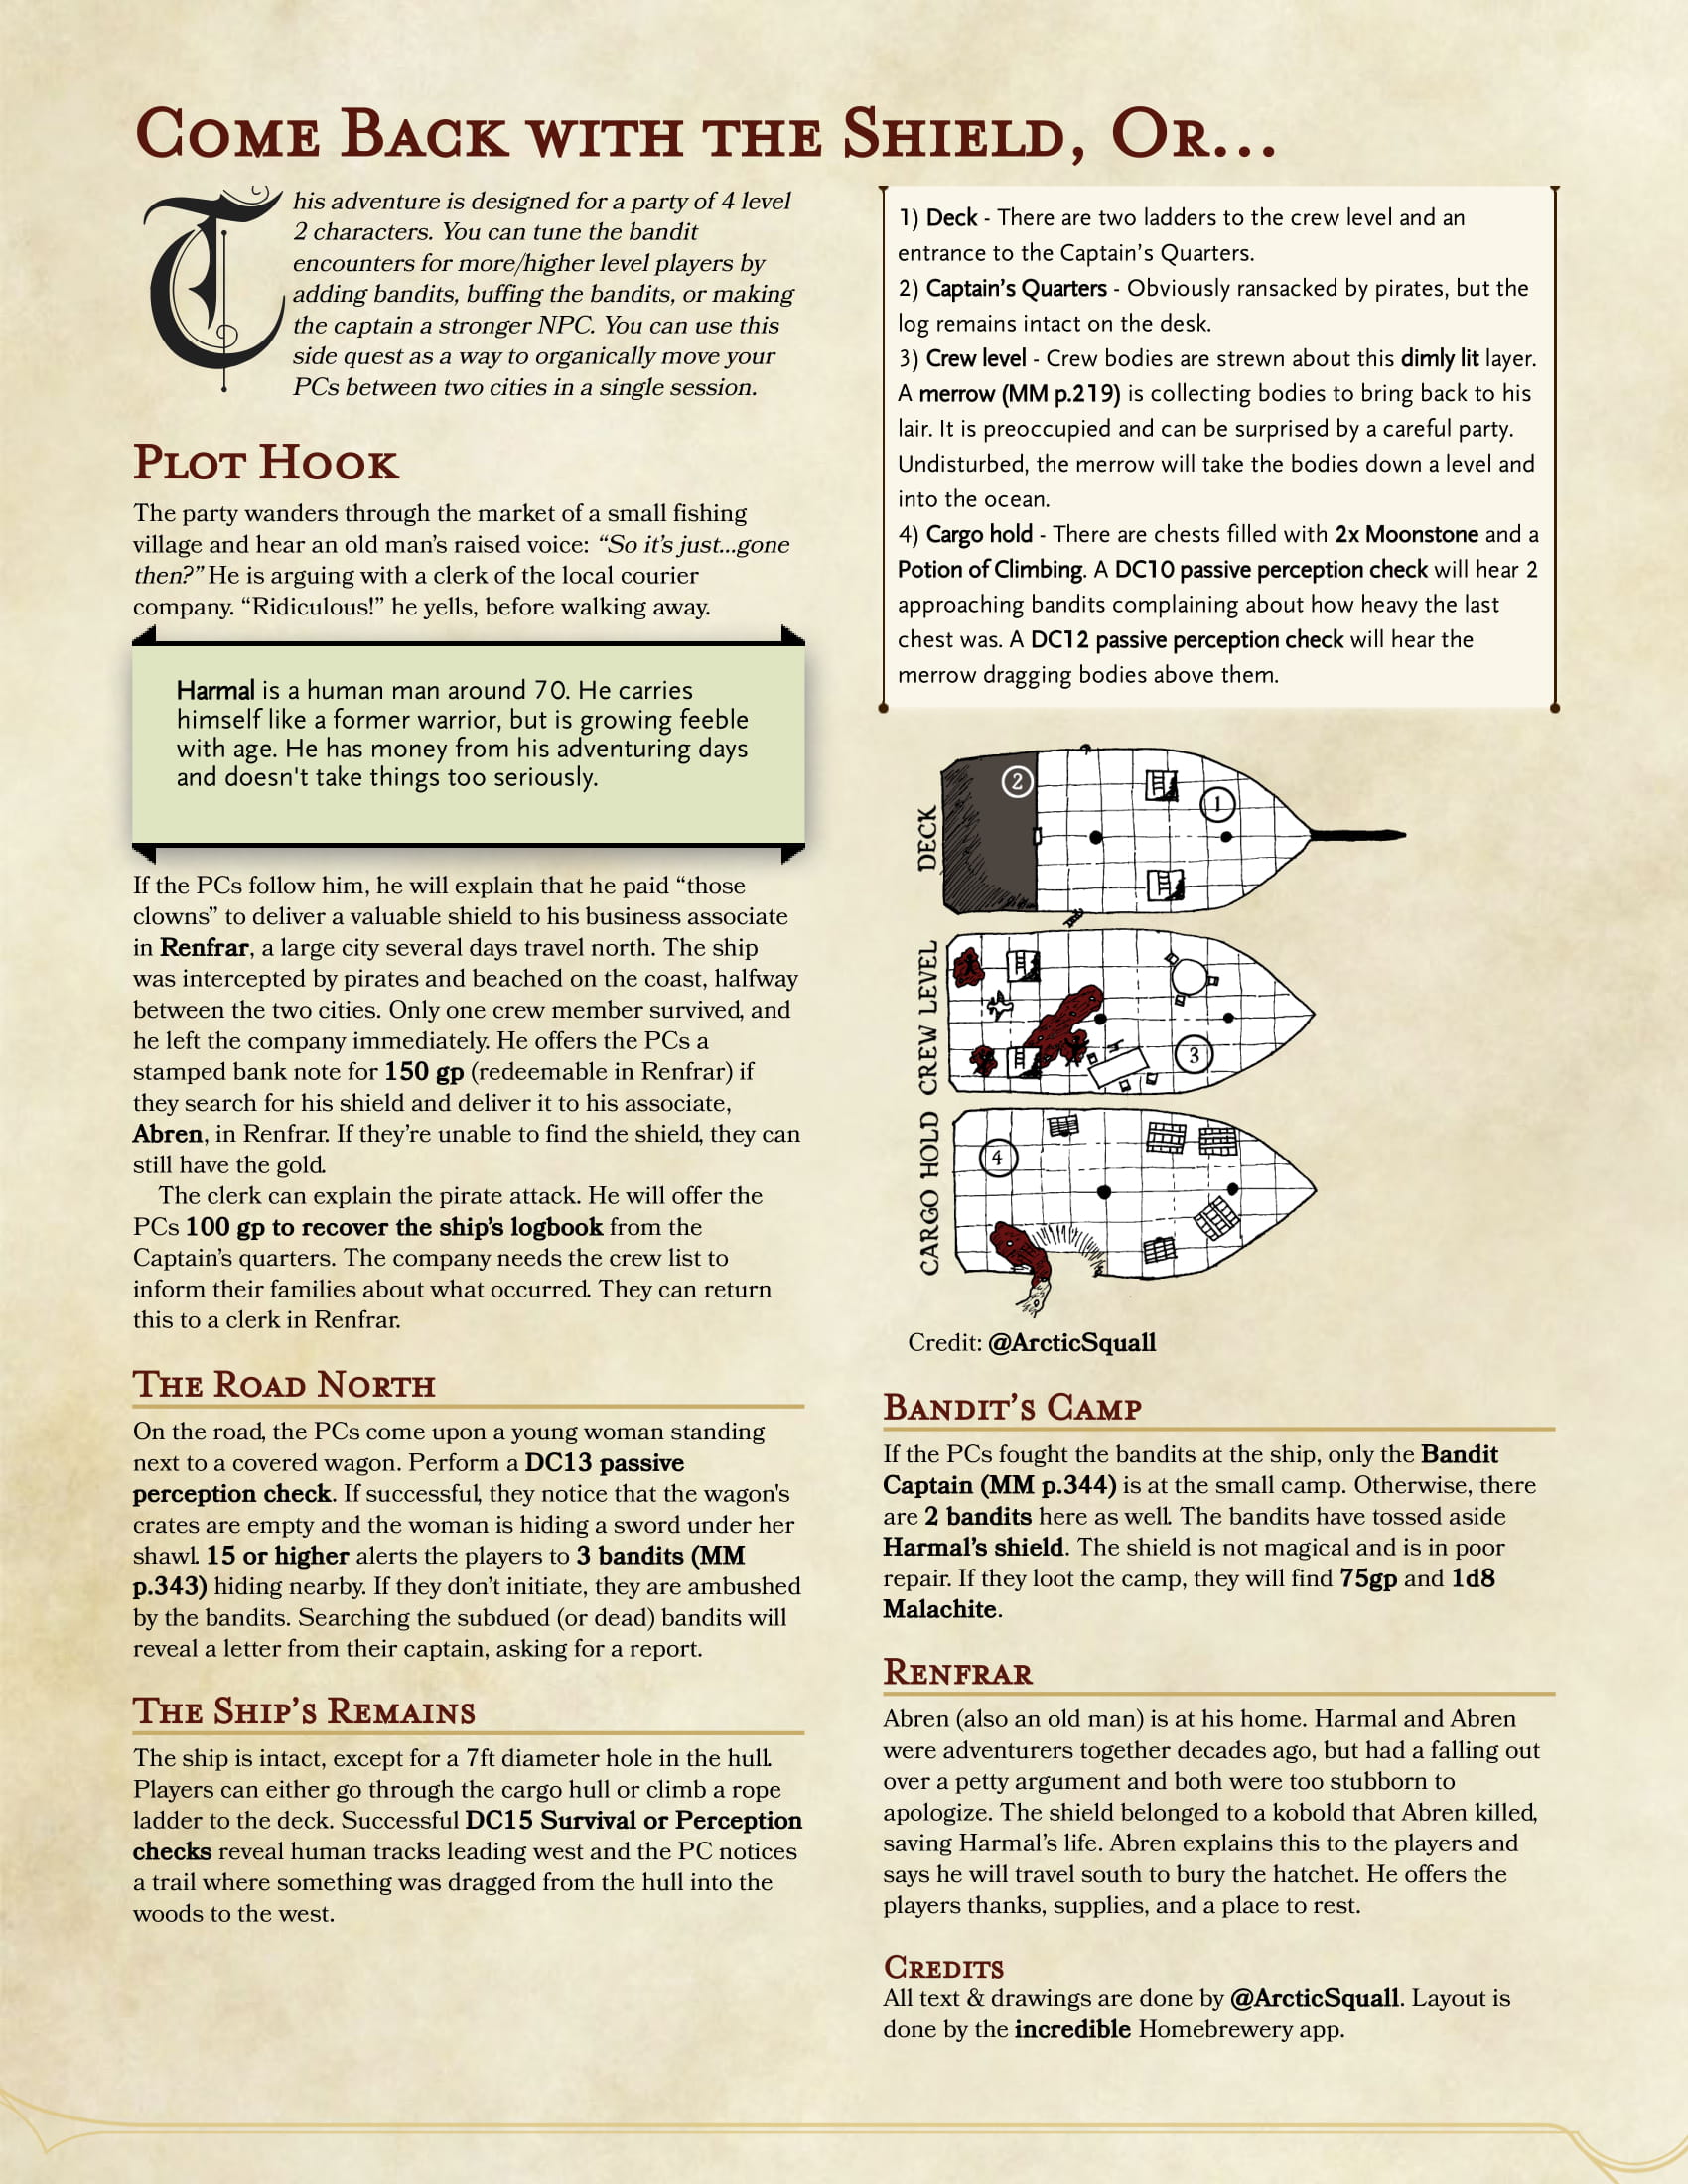 Come Back with the Shield, Or...
This adventure is designed for a party of 4 level
2 characters. You can tune the bandit
encounters for more/higher level players by
adding bandits, buffing the bandits, or making
the captain a stronger NPC. You can use this
side quest as a way to organically move your
PCs between two cities in a single session.
Plot Hook
The party wanders through the market of a small fishing
village and hear an old man's raised voice: “So it's just...gone
then?” He is arguing with a clerk of the local courier
company. “Ridiculous!” he yells, before walking away.
Harmal is a human man around 70. He carries
himself like a former warrior, but is growing feeble
with age. He has money from his adventuring days
and doesn't take things too seriously.
If the PCs follow him, he will explain that he paid “those
clowns” to deliver a valuable shield to his business associate
in Renfrar, a large city several days travel north. The ship
was intercepted by pirates and beached on the coast, halfway
between the two cities. Only one crew member survived, and
he left the company immediately. He offers the PCs a
stamped bank note for 150 gp (redeemable in Renfrar) if
they search for his shield and deliver it to his associate,
Abren, in Renfrar. If they're unable to find the shield, they can
still have the gold.
The clerk can explain the pirate attack. He will offer the
PCs 100 gp to recover the ship's logbook from the
Captain's quarters. The company needs the crew list to
inform their families about what occurred. They can return
this to a clerk in Renfrar.
The Road North
On the road, the PCs come upon a young woman standing
next to a covered wagon. Perform a DC13 passive
perception check. If successful, they notice that the wagon's
crates are empty and the woman is hiding a sword under her
shawl. 15 or higher alerts the players to 3 bandits (MM
p.343) hiding nearby. If they don't initiate, they are ambushed
by the bandits. Searching the subdued (or dead) bandits will
reveal a letter from their captain, asking for a report.
The Ship's Remains
The ship is intact, except for a 7ft diameter hole in the hull.
Players can either go through the cargo hull or climb a rope
ladder to the deck. Successful DC15 Survival or Perception
checks reveal human tracks leading west and the PC notices
a trail where something was dragged from the hull into the
woods to the west.
1) Deck - There are two ladders to the crew level and an
entrance to the Captain's Quarters.
2) Captain's Quarters - Obviously ransacked by pirates, but the
log remains intact on the desk.
3) Crew level - Crew bodies are strewn about this dimly lit layer.
A merrow (MM p.219) is collecting bodies to bring back to his
lair. It is preoccupied and can be surprised by a careful party.
Undisturbed, the merrow will take the bodies down a level and
into the ocean.
4) Cargo hold - There are chests filled with 2x Moonstone and a
Potion of Climbing. A DC10 passive perception check will hear 2
approaching bandits complaining about how heavy the last
chest was. A DC12 passive perception check will hear the
merrow dragging bodies above them.
DECK
2
1
CREW LEVEL
3
CARGO HOLD
4
Credit: @ArcticSquall
Bandit's Camp
If the PCs fought the bandits at the ship, only the Bandit
Captain (MM p.344) is at the small camp. Otherwise, there
are 2 bandits here as well. The bandits have tossed aside
Harmal's shield. The shield is not magical and is in poor
repair. If they loot the camp, they will find 75gp and 1d8
Malachite.
Renfrar
Abren (also an old man) is at his home. Harmal and Abren
were adventurers together decades ago, but had a falling out
over a petty argument and both were too stubborn to
apologize. The shield belonged to a kobold that Abren killed,
saving Harmal's life. Abren explains this to the players and
says he will travel south to bury the hatchet. He offers the
players thanks, supplies, and a place to rest.
Credits
All text & drawings are done by @ArcticSquall. Layout is
done by the incredible Homebrewery app.